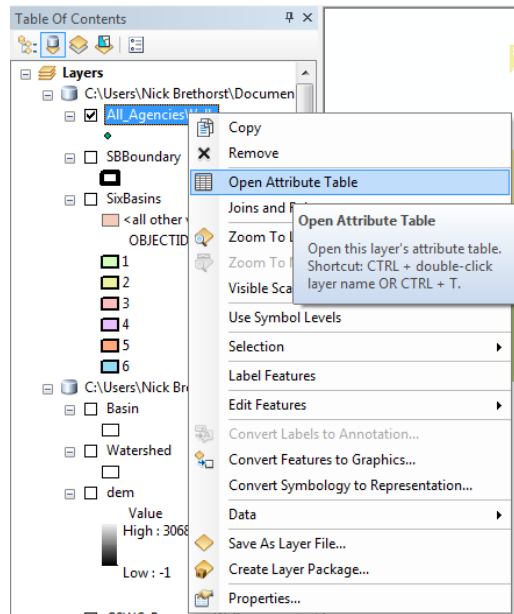 Table Of Contents
Layers
C:\Users\Nick Brethorst\Documen
All_Agencies
SBBoundary
SixBasins
<all other
OBJECTID
1
2
3
4
5
6
C:\Users\Nick Br
Basin
Watershed
dem
Value
High : 3068
Low : -1
Copy
Remove
Open Attribute Table
Joins and
Zoom To
Zoom To
Visible Sca
Use Symbol Levels
Selection
Label Features
Edit Features
Convert Labels to Annotation...
Convert Features to Graphics...
Convert Symbology to Representation...
Data
Save As Layer File...
Create Layer Package...
Properties...
Open Attribute Table
Open this layer's attribute table.
Shortcut: CTRL + double-click
layer name OR CTRL + T.